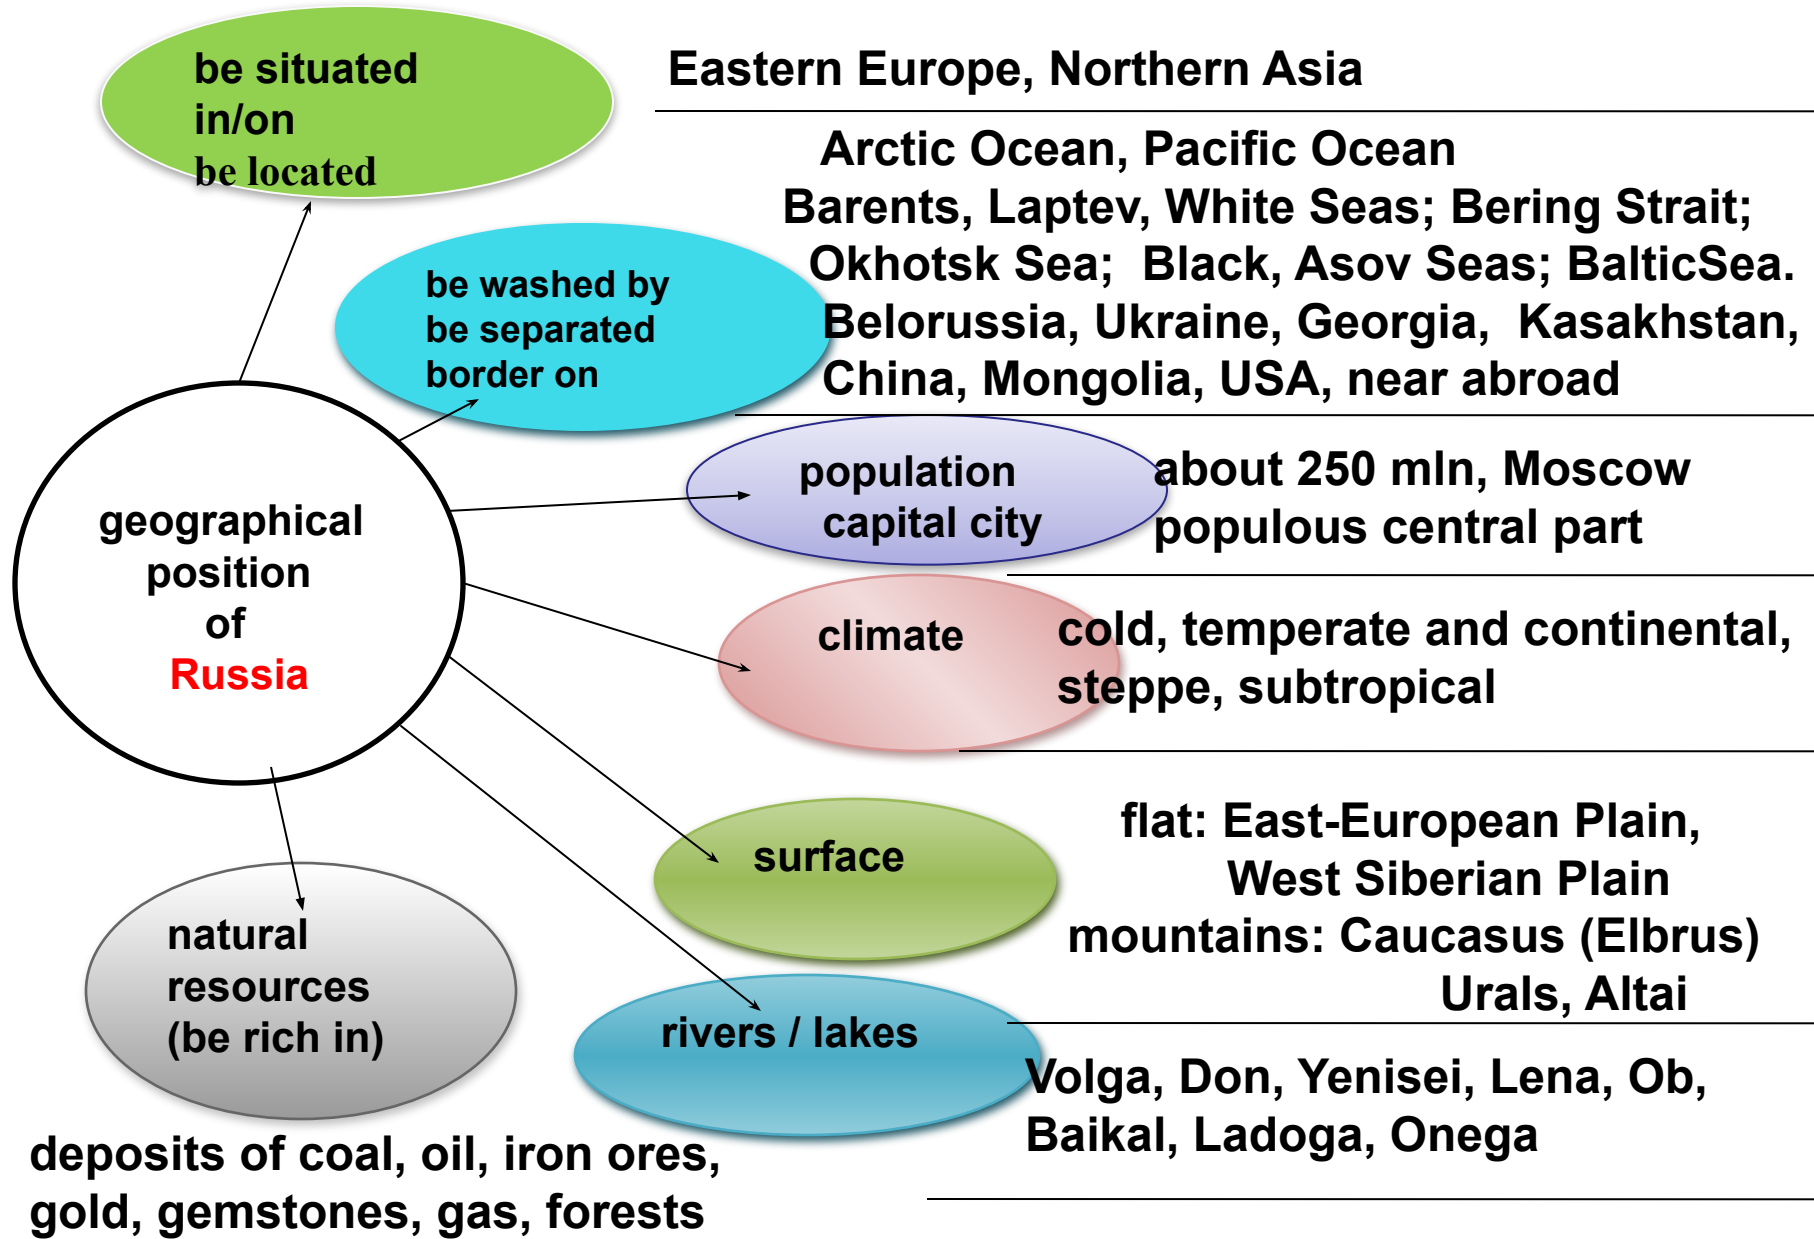 be situated
in/on
be located
Eastern Europe, Northern Asia
be washed by
be separated
border on
Arctic Ocean, Pacific Ocean
Barents, Laptev, White Seas; Bering Strait;
Okhotsk Sea; Black, Asov Seas; BalticSea.
Belorussia, Ukraine, Georgia, Kasakhstan,
China, Mongolia, USA, near abroad
population
capital city
about 250 mln, Moscow
populous central part
geographical
position
of
Russia
climate
cold, temperate and continental,
steppe, subtropical
surface
flat: East-European Plain,
West Siberian Plain
mountains: Caucasus (Elbrus)
Urals, Altai
natural
resources
(be rich in)
rivers / lakes
Volga, Don, Yenisei, Lena, Ob,
Baikal, Ladoga, Onega
deposits of coal, oil, iron ores,
gold, gemstones, gas, forests